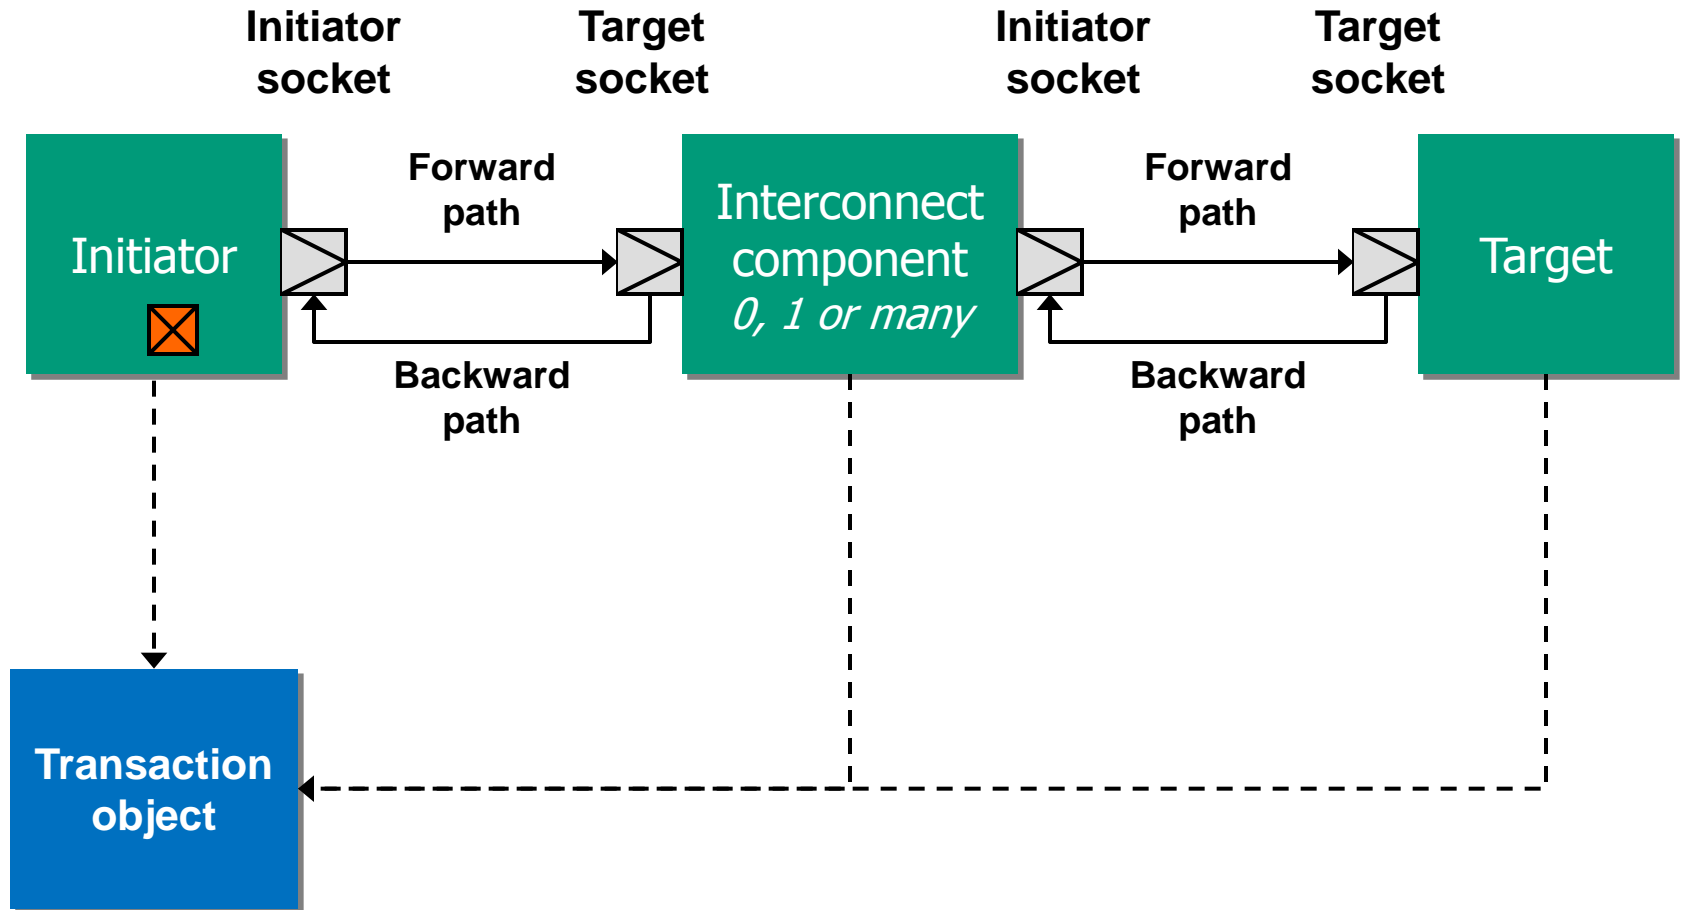 Initiator
socket
Target
socket
Initiator
socket
Target
socket
Initiator
Forward
path
Backward
path
Interconnect
component
0, 1 or many
Forward
path
Backward
path
Target
Transaction
object